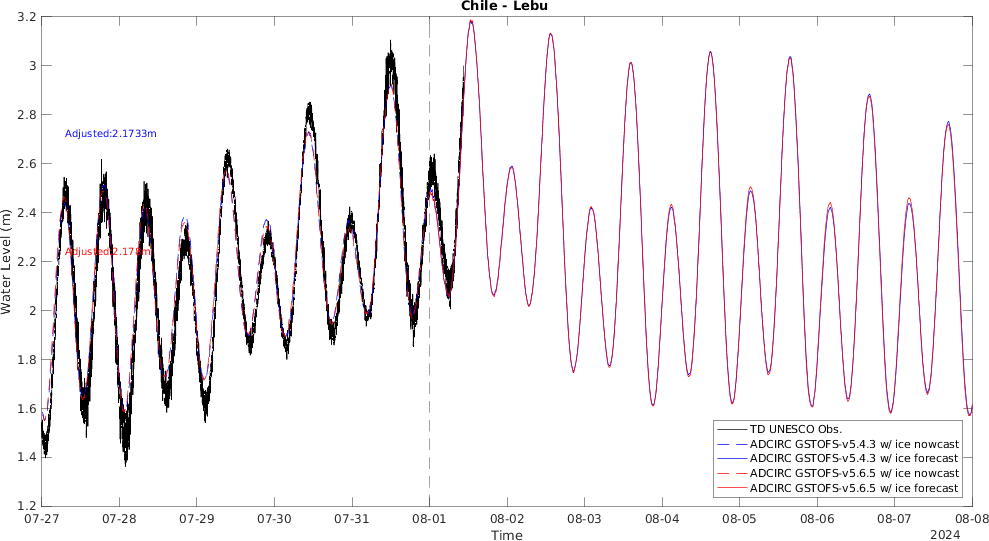 Chile - Lebu
3.2
3
2.8
2.6
2.4
2.2
2
1.8
1.6
1.4
1.2
Water Level (m)
Adjusted:2.1733m
Adjusted:2.178m
TD UNESCO Obs.
ADCIRC GSTOFS-v5.4.3 w/ ice nowcast
ADCIRC GSTOFS-v5.4.3 w/ ice forecast
ADCIRC GSTOFS-v5.6.5 w/ ice nowcast
ADCIRC GSTOFS-v5.6.5 w/ ice forecast
07-27 07-28 07-29 07-30 07-31 08-01 08-02 08-03 08-04 08-05 08-06 08-07 08-08
Time
2024